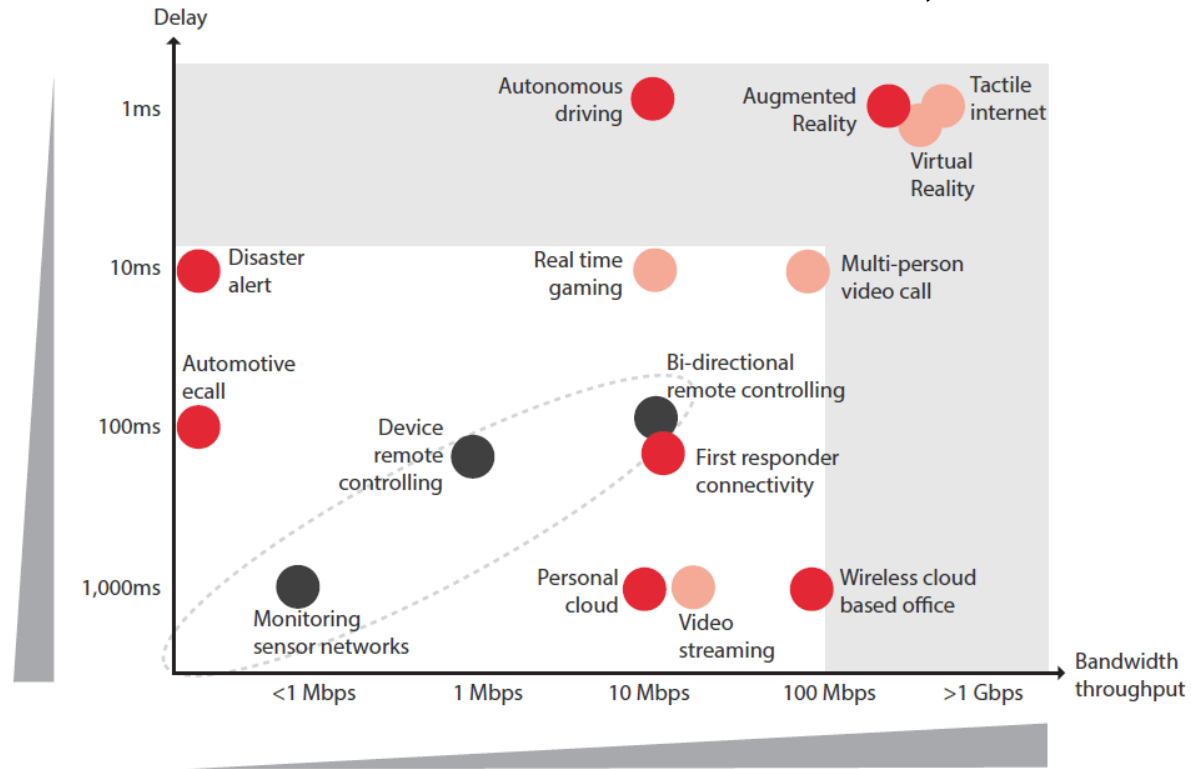 Delay
1ms
Autonomous
driving
Augmented
Reality
Tactile
internet
Virtual
Reality
10ms
Disaster
alert
Real time
gaming
Multi-person
video call
Automotive
ecall
100ms
Bi-directional
remote controlling
Device
remote
controlling
First responder
connectivity
1,000ms
Monitoring
sensor networks
Personal
cloud
Video
streaming
Wireless cloud
based office
Bandwidth
throughput
<1 Mbps
1 Mbps
10 Mbps
100 Mbps
>1 Gbps